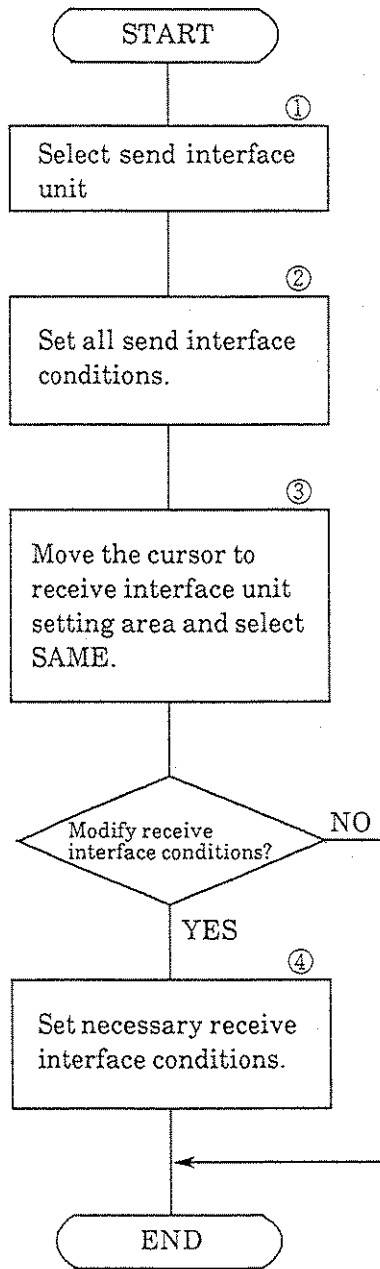 START
①
Select send interface
unit
②
Set all send interface
conditions.
③
Move the cursor to
receive interface unit
setting area and select
SAME.
Modify receive
interface conditions?
NO
YES
④
Set necessary receive
interface conditions.
END